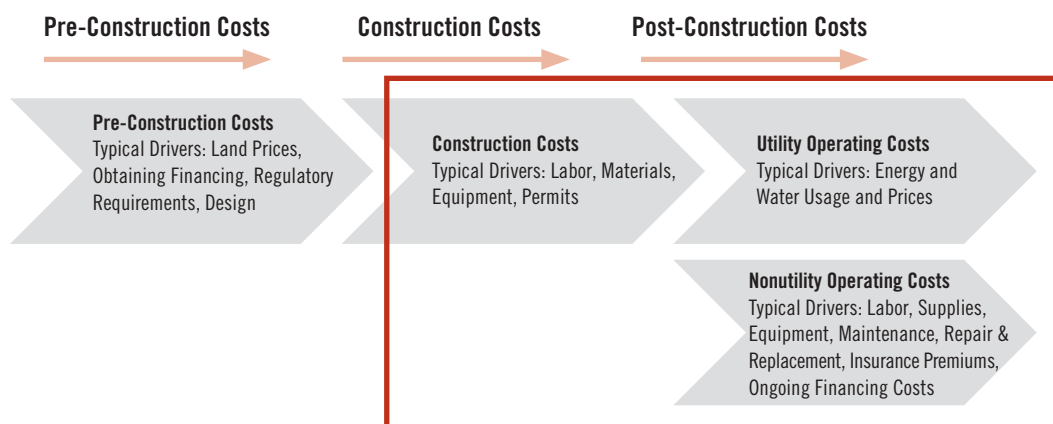 Pre-Construction Costs
Construction Costs
Post-Construction Costs
Pre-Construction Costs
Typical Drivers: Land Prices,
Obtaining Financing, Regulatory
Requirements, Design
Construction Costs
Typical Drivers: Labor, Materials,
Equipment, Permits
Utility Operating Costs
Typical Drivers: Energy and
Water Usage and Prices
Nonutility Operating Costs
Typical Drivers: Labor, Supplies,
Equipment, Maintenance, Repair &
Replacement, Insurance Premiums,
Ongoing Financing Costs